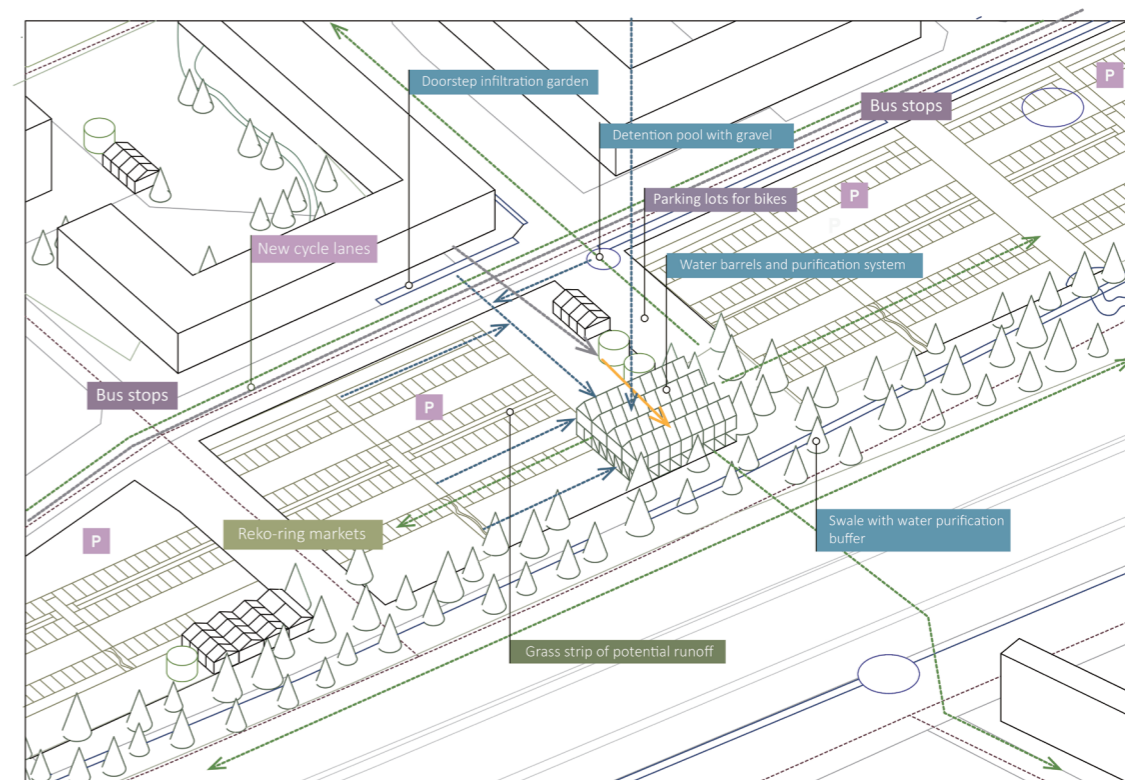 P
Doorstep infiltration garden
Bus stops
Detention pool with gravel
Parking lots for bikes
P
P
New cycle lanes
Water barrels and purification system
Bus stops
P
Reko-ring markets
Swale with water purification
buffer
P
Grass strip of potential runoff